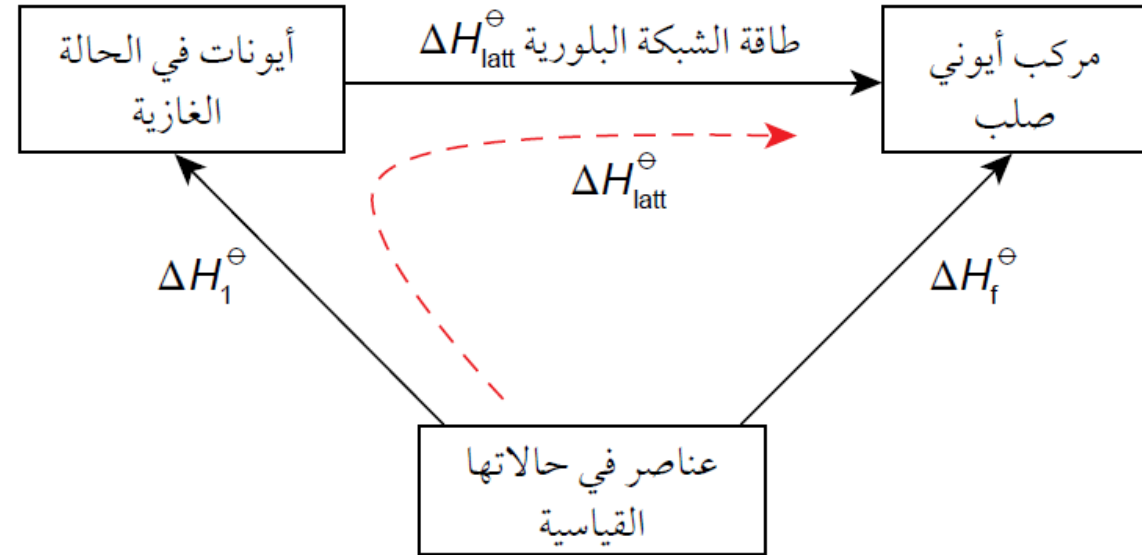 أيونات في الحالة
الغازية
ΔH⊖latt طاقة الشبكة البلورية
مركب أيوني
صلب
ΔH⊖latt
ΔH⊖1
ΔH⊖f
عناصر في حالاتها
القياسية